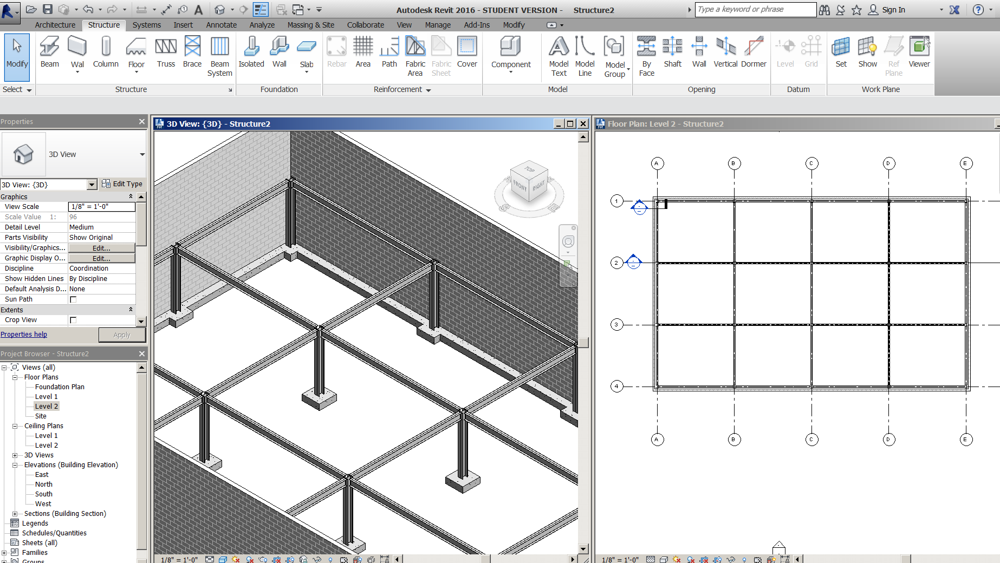 Autodesk Revit 2016 - STUDENT VERSION - Structure2
Type a keyword or phrase
Sign In
Architecture Structure Systems Insert Annotate Analyze Massing & Site Collaborate View Manage Add-Ins Modify
Modify Beam Wall Column Floor Truss Brace Beam System Isolated Wall Slab Rebar Area Path Fabric Area Fabric Sheet Cover Component Model Text Model Line Model Group By Face Shaft Wall Vertical Dormer Level Grid Set Show Ref Plane Viewer
Select Structure Foundation Reinforcement Model Opening Datum Work Plane
Properties
3D View
3D View: {3D} Edit Type
Graphics
View Scale 1/8" = 1'-0"
Scale Value 1: 96
Detail Level Medium
Parts Visibility Show Original
Visibility/Graphics... Edit...
Graphic Display O... Edit...
Discipline Coordination
Show Hidden Lines By Discipline
Default Analysis D... None
Sun Path
Extents
Crop View
Properties help Apply
Project Browser - Structure2
Views (all)
Floor Plans
Foundation Plan
Level 1
Level 2
Site
Ceiling Plans
Level 1
Level 2
3D Views
Elevations (Building Elevation)
East
North
South
West
Sections (Building Section)
Legends
Schedules/Quantities
Sheets (all)
Families
Groups
3D View: {3D} - Structure2
TOP
FRONT RIGHT
1/8" = 1'-0"
Floor Plan: Level 2 - Structure2
A B C D E
1
2
3
4
A B C D E
1/8" = 1'-0"